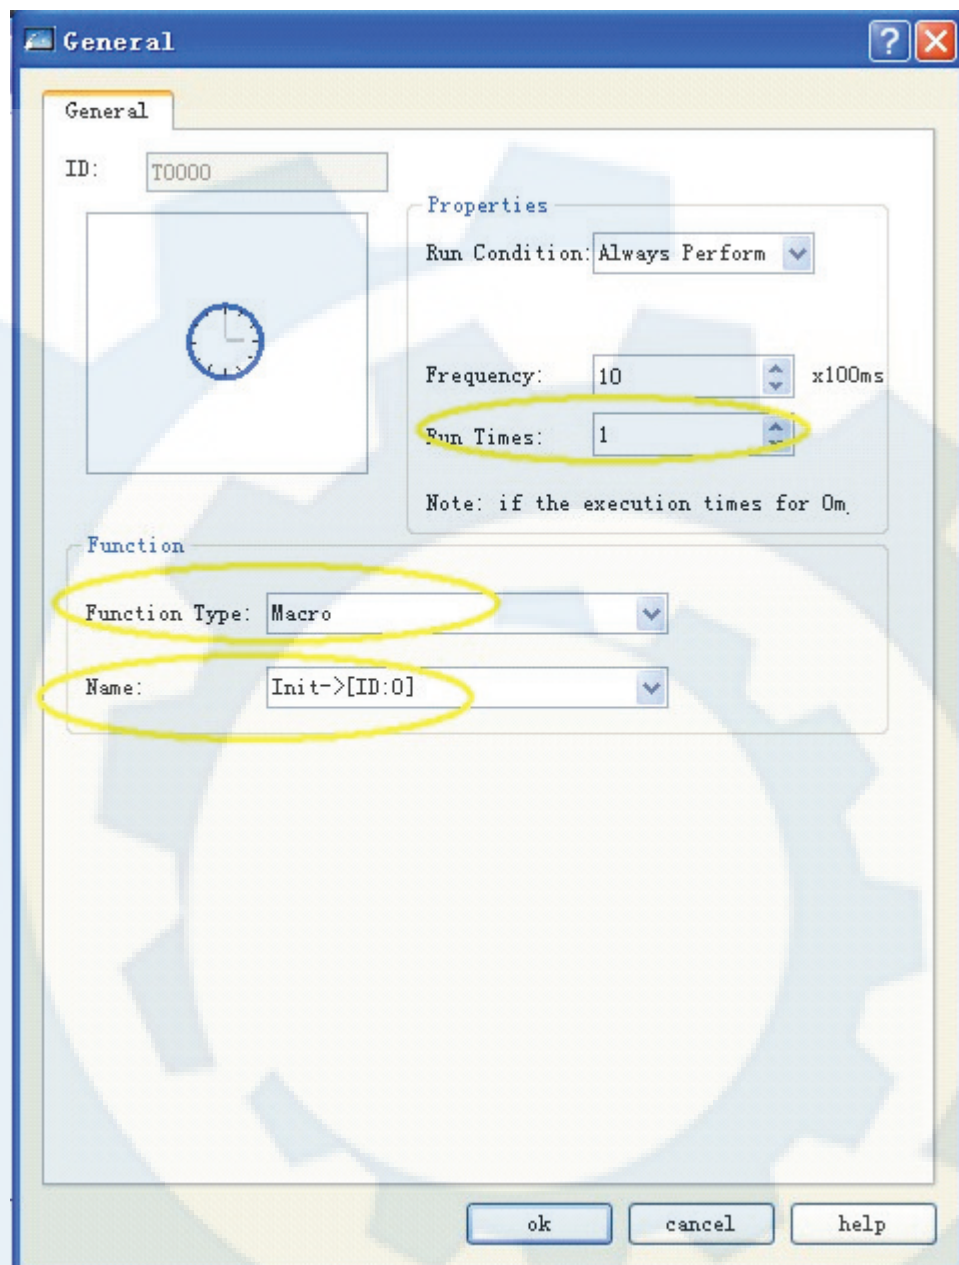 General
General
ID: T0000
Properties
Run Condition: Always Perform
Frequency: 10 x100ms
Run Times: 1
Note: if the execution times for 0m
Function
Function Type: Macro
Name: Init->[ID:0]
ok cancel help